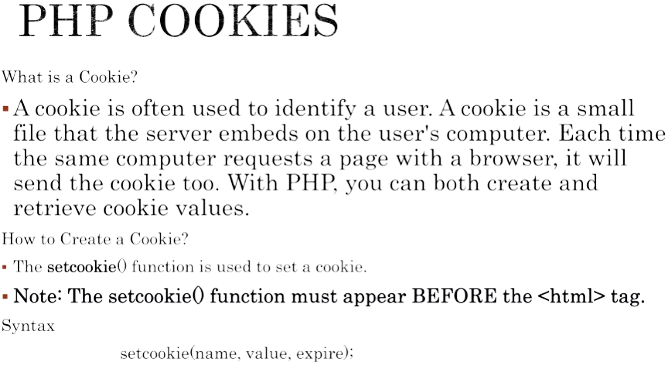 PHP COOKIES
What is a Cookie?
▪ A cookie is often used to identify a user. A cookie is a small
file that the server embeds on the user's computer. Each time
the same computer requests a page with a browser, it will
send the cookie too. With PHP, you can both create and
retrieve cookie values.
How to Create a Cookie?
▪ The setcookie() function is used to set a cookie.
▪ Note: The setcookie() function must appear BEFORE the <html> tag.
Syntax
setcookie(name, value, expire);